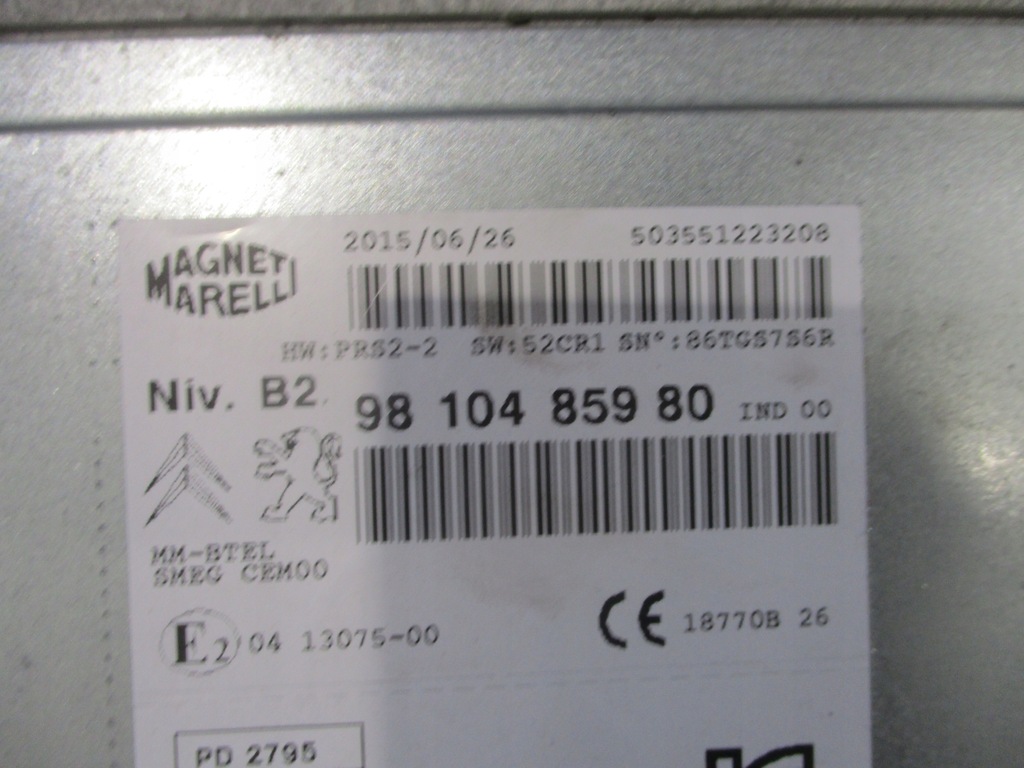 MAGNETI MARELLI
2015/06/26 503551223208
HW:PRS2-2 SW:52CR1 SN°:86TGS7S6R
Niv. B2 98 104 859 80 IND 00
MM-BTEL
SMEG CEM00
E2 04 13075-00 CE 18770B 26
PD 2795